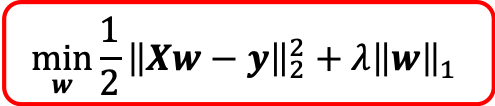 min_w 1/2 ‖Xw − y‖₂² + λ‖w‖₁